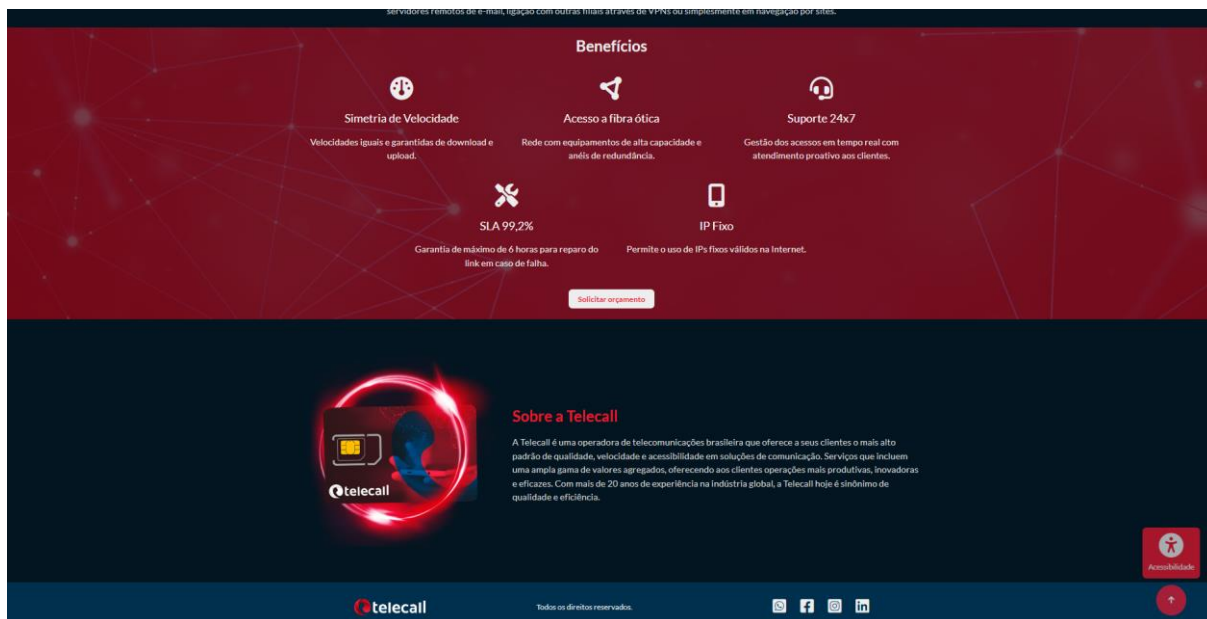 servidores remotos de e-mail, ligação com outras filiais através de VPNs ou simplesmente em navegação por sites.
Benefícios
Simetria de Velocidade
Velocidades iguais e garantidas de download e
upload.
Acesso a fibra ótica
Rede com equipamentos de alta capacidade e
anéis de redundância.
Suporte 24x7
Gestão dos acessos em tempo real com
atendimento proativo aos clientes.
SLA 99,2%
Garantia de máximo de 6 horas para reparo do
link em caso de falha.
IP Fixo
Permite o uso de IPs fixos válidos na Internet.
Solicitar orçamento
telecall
Sobre a Telecall
A Telecall é uma operadora de telecomunicações brasileira que oferece a seus clientes o mais alto
padrão de qualidade, velocidade e acessibilidade em soluções de comunicação. Serviços que incluem
uma ampla gama de valores agregados, oferecendo aos clientes operações mais produtivas, inovadoras
e eficazes. Com mais de 20 anos de experiência na indústria global, a Telecall hoje é sinônimo de
qualidade e eficiência.
Acessibilidade
telecall
Todos os direitos reservados.